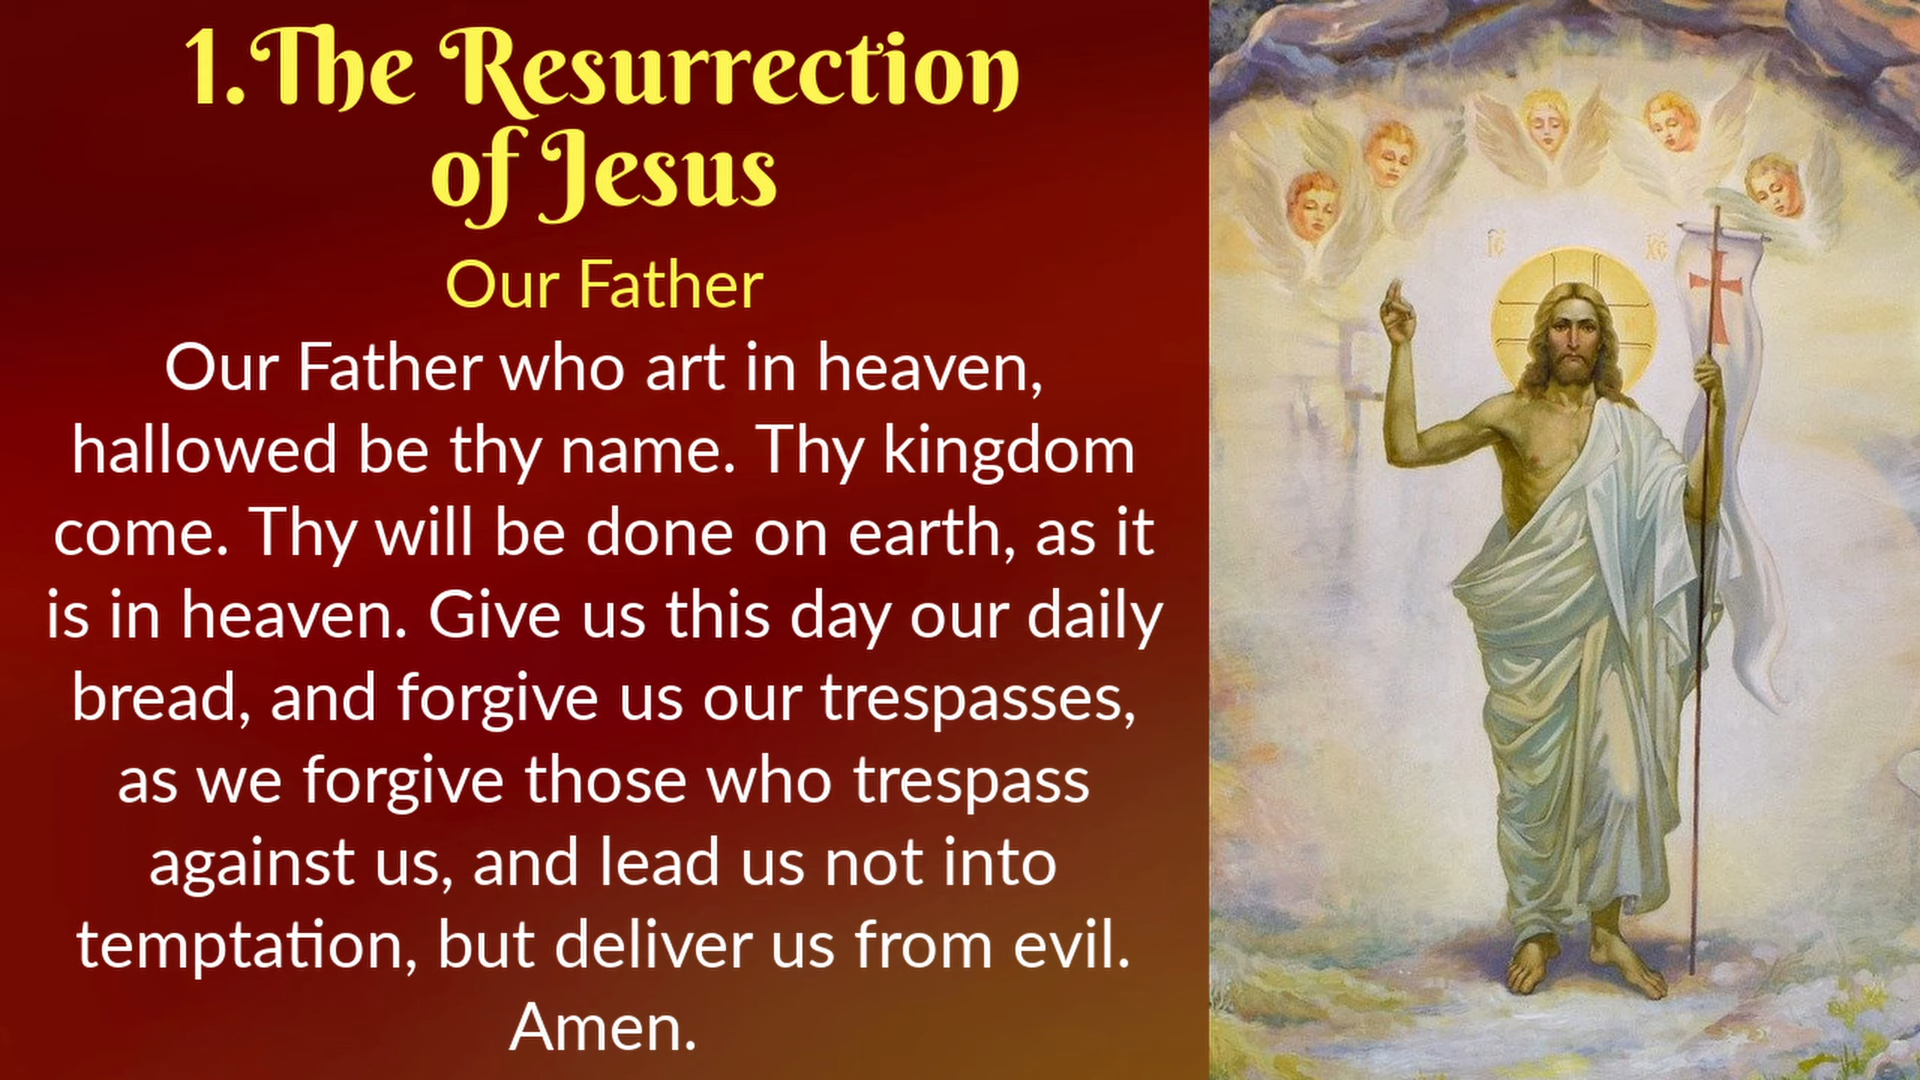 1.The Resurrection
of Jesus
Our Father
Our Father who art in heaven,
hallowed be thy name. Thy kingdom
come. Thy will be done on earth, as it
is in heaven. Give us this day our daily
bread, and forgive us our trespasses,
as we forgive those who trespass
against us, and lead us not into
temptation, but deliver us from evil.
Amen.
IC XC